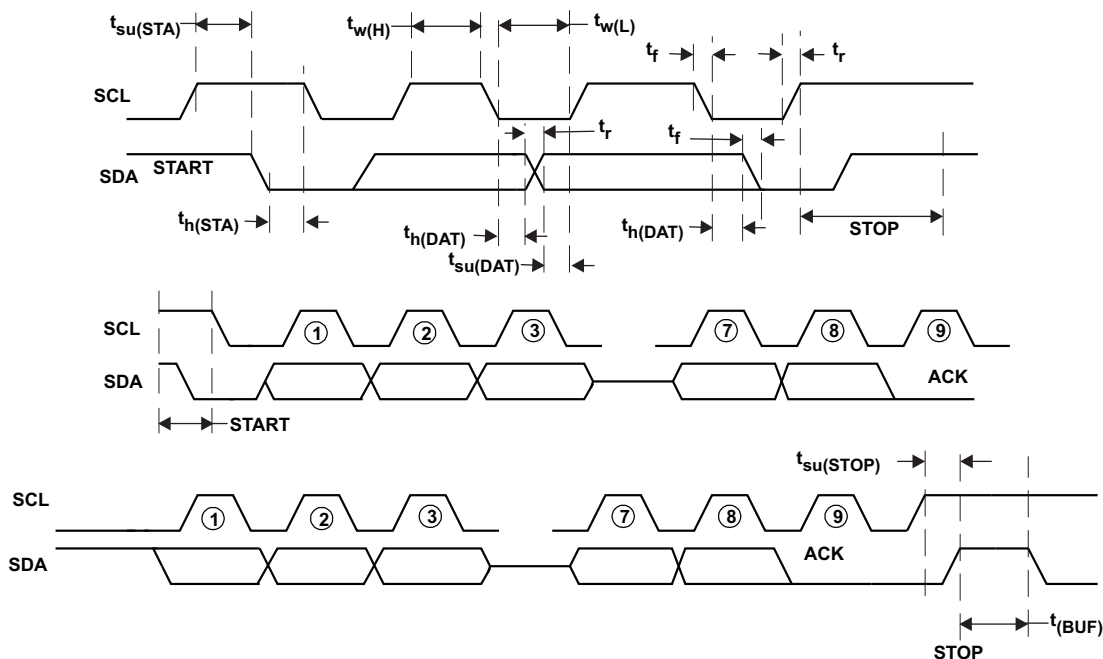 tsu(STA) tw(H) tw(L)
tf tr
SCL
tr tf
SDA START
th(STA) th(DAT) th(DAT) STOP
tsu(DAT)
SCL 1 2 3 7 8 9
SDA ACK
START
tsu(STOP)
SCL 1 2 3 7 8 9
SDA ACK
t(BUF)
STOP